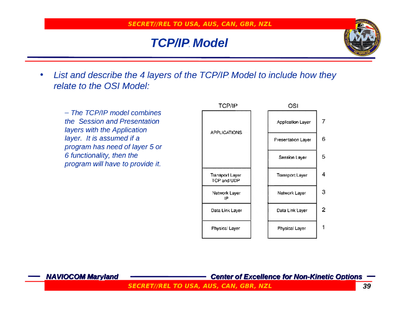 SECRET//REL TO USA, AUS, CAN, GBR, NZL
TCP/IP Model
• List and describe the 4 layers of the TCP/IP Model to include how they
relate to the OSI Model:
– The TCP/IP model combines
the Session and Presentation
layers with the Application
layer. It is assumed if a
program has need of layer 5 or
6 functionality, then the
program will have to provide it.
TCP/IP
APPLICATIONS
Transport Layer
TCP and UDP
Network Layer
IP
Data Link Layer
Physical Layer
OSI
Application Layer 7
Presentation Layer 6
Session Layer 5
Transport Layer 4
Network Layer 3
Data Link Layer 2
Physical Layer 1
NAVIOCOM Maryland
Center of Excellence for Non-Kinetic Options
SECRET//REL TO USA, AUS, CAN, GBR, NZL
39